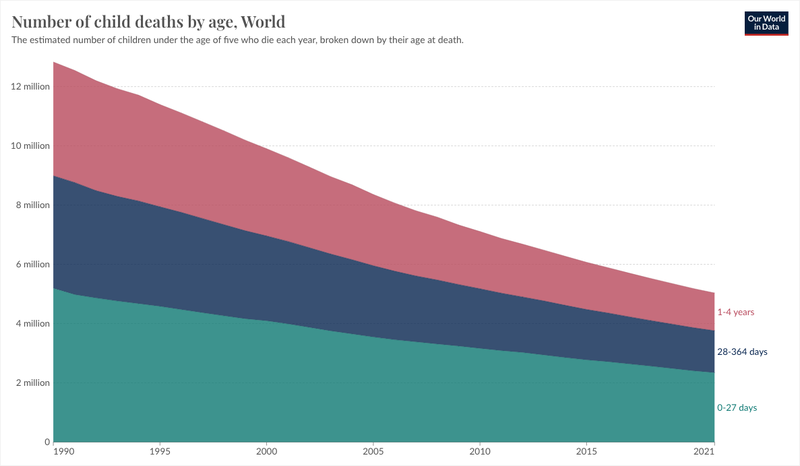 Number of child deaths by age, World
The estimated number of children under the age of five who die each year, broken down by their age at death.
Our World
in Data
12 million
10 million
8 million
6 million
4 million
2 million
0
1-4 years
28-364 days
0-27 days
1990
1995
2000
2005
2010
2015
2021